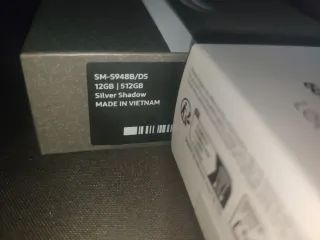 SM-S948B/DS
12GB | 512GB
Silver Shadow
MADE IN VIETNAM